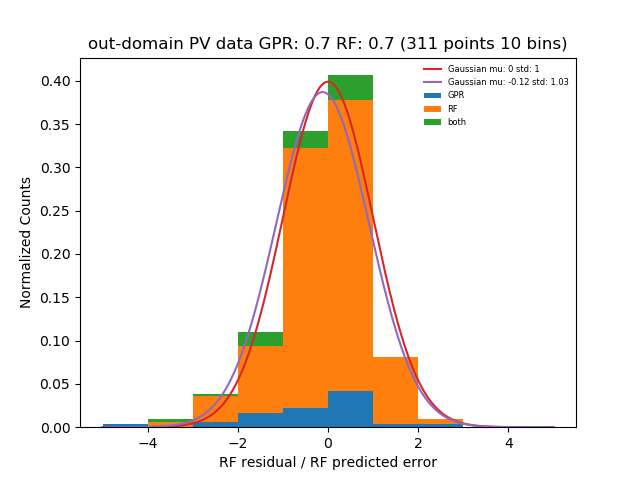 out-domain PV data GPR: 0.7 RF: 0.7 (311 points 10 bins)
Gaussian mu: 0 std: 1
Gaussian mu: -0.12 std: 1.03
GPR
RF
both
Normalized Counts
0.40
0.35
0.30
0.25
0.20
0.15
0.10
0.05
0.00
−4
−2
0
2
4
RF residual / RF predicted error